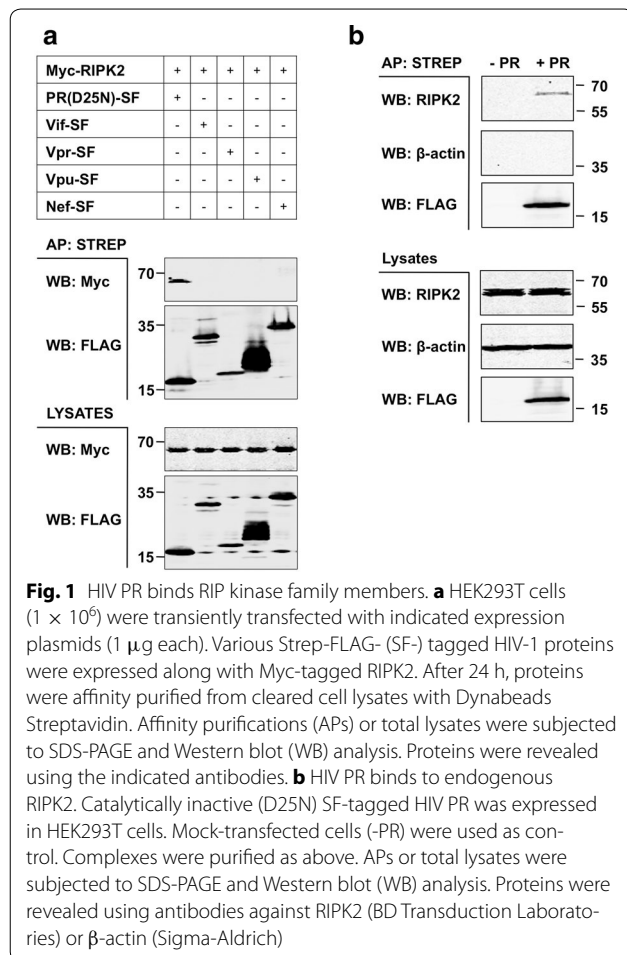 a
Myc-RIPK2 + + + + +
PR(D25N)-SF + - - - -
Vif-SF - + - - -
Vpr-SF - - + - -
Vpu-SF - - - + -
Nef-SF - - - - +
AP: STREP
WB: Myc 70
WB: FLAG 35
15
LYSATES
WB: Myc 70
WB: FLAG 35
15
b
AP: STREP - PR + PR
WB: RIPK2 70
55
WB: β-actin 35
WB: FLAG 15
Lysates
WB: RIPK2 70
55
WB: β-actin 35
WB: FLAG 15
Fig. 1 HIV PR binds RIP kinase family members. a HEK293T cells
(1 × 10⁶) were transiently transfected with indicated expression
plasmids (1 μg each). Various Strep-FLAG- (SF-) tagged HIV-1 proteins
were expressed along with Myc-tagged RIPK2. After 24 h, proteins
were affinity purified from cleared cell lysates with Dynabeads
Streptavidin. Affinity purifications (APs) or total lysates were subjected
to SDS-PAGE and Western blot (WB) analysis. Proteins were revealed
using the indicated antibodies. b HIV PR binds to endogenous
RIPK2. Catalytically inactive (D25N) SF-tagged HIV PR was expressed
in HEK293T cells. Mock-transfected cells (-PR) were used as con-
trol. Complexes were purified as above. APs or total lysates were
subjected to SDS-PAGE and Western blot (WB) analysis. Proteins were
revealed using antibodies against RIPK2 (BD Transduction Laborato-
ries) or β-actin (Sigma-Aldrich)